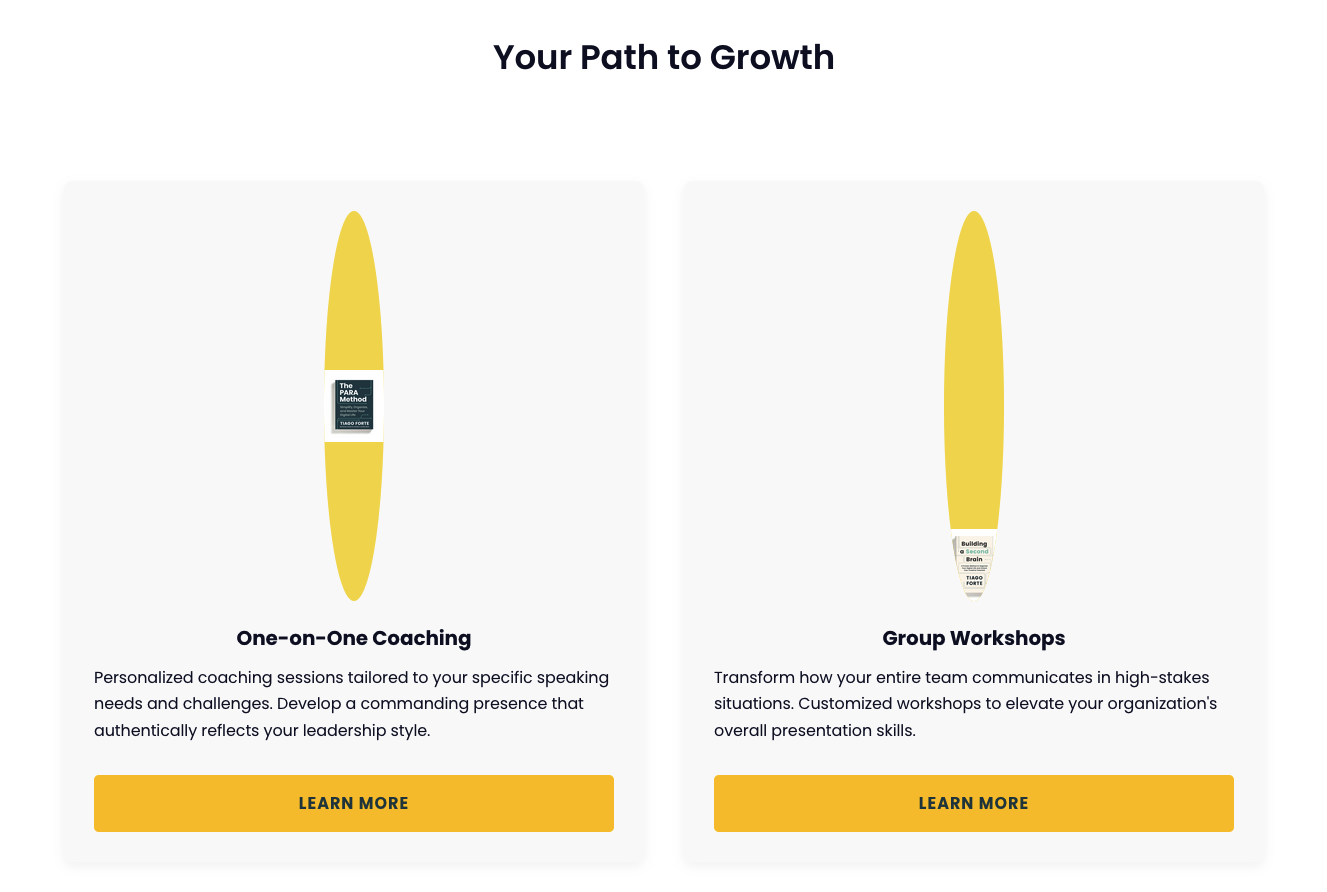 Your Path to Growth
The
PARA
Method
TIAGO FORTE
Building
a Second
Brain
TIAGO
FORTE
One-on-One Coaching
Personalized coaching sessions tailored to your specific speaking
needs and challenges. Develop a commanding presence that
authentically reflects your leadership style.
LEARN MORE
Group Workshops
Transform how your entire team communicates in high-stakes
situations. Customized workshops to elevate your organization's
overall presentation skills.
LEARN MORE